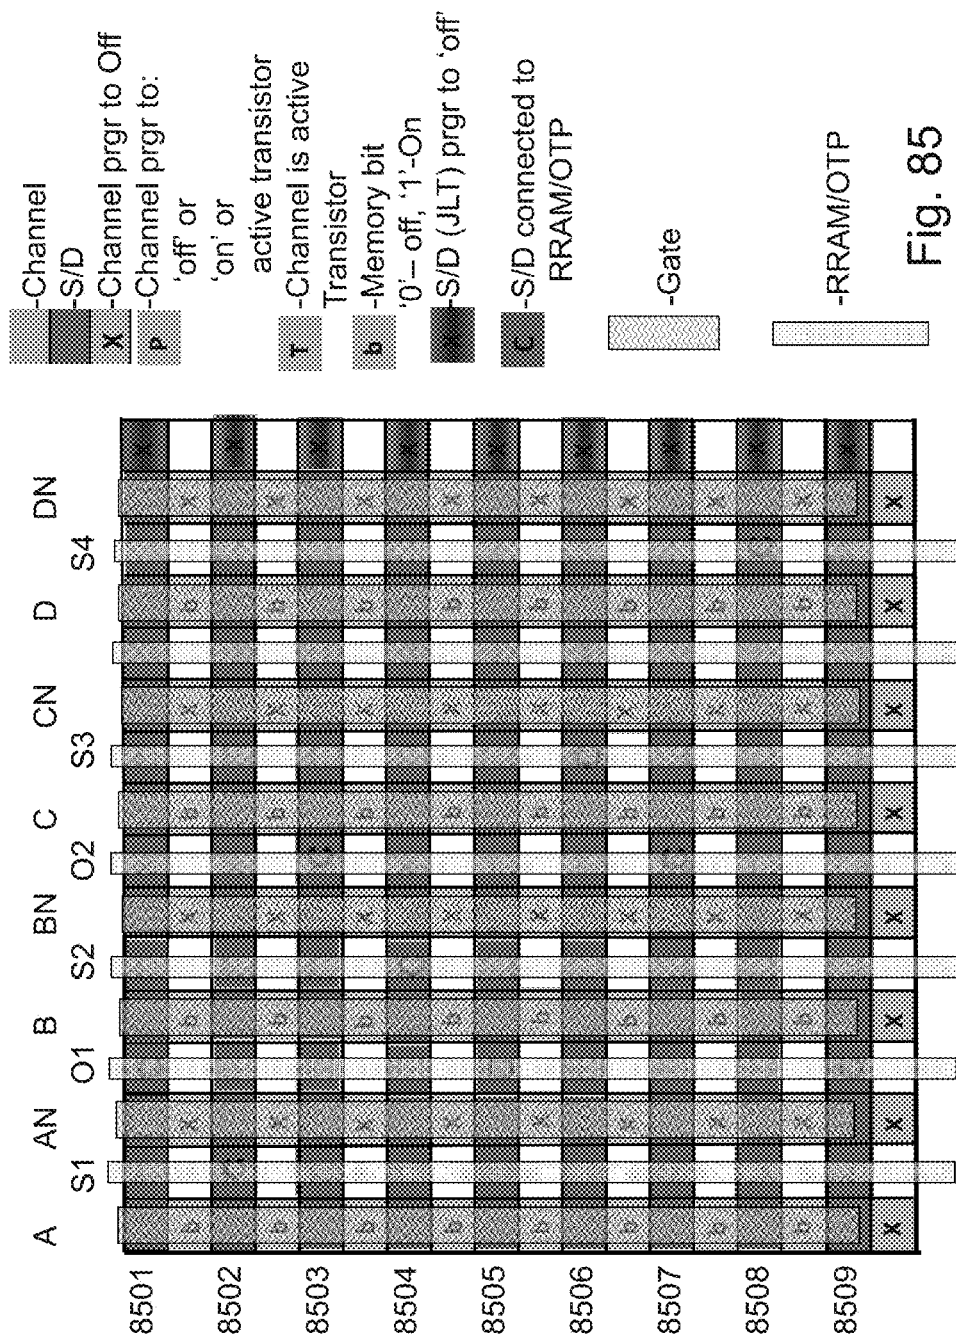 A S1 AN O1 B S2 BN O2 C S3 CN D S4 DN
8501
b X b X b X b X
8502
b X b X b X b X
8503
b X b X b X b X
8504
b X b X b X b X
8505
b X b X b X b X
8506
b X b X b X b X
8507
b X b X b X b X
8508
b X b X b X b X
8509
X X X X X X X X
-Channel
-S/D
X -Channel prgr to Off
P -Channel prgr to:
'off' or
'on' or
active transistor
T -Channel is active
Transistor
b -Memory bit
'0'– off, '1'-On
X -S/D (JLT) prgr to 'off'
C -S/D connected to
RRAM/OTP
-Gate
-RRAM/OTP
Fig. 85